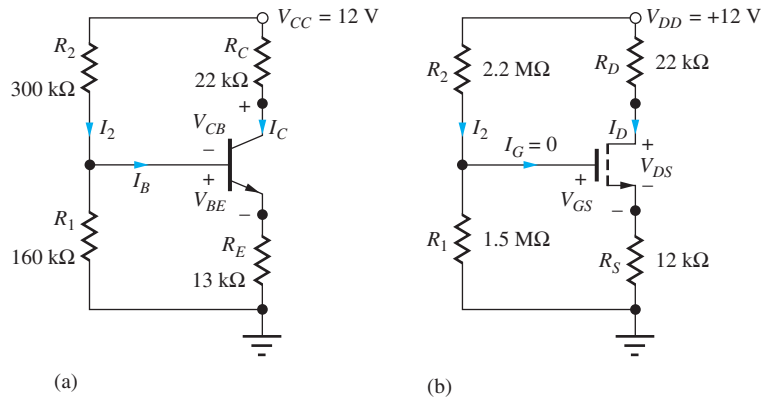 V_CC = 12 V
R_2
300 kΩ
R_C
22 kΩ
+
I_2
V_CB
–
I_C
I_B
+
V_BE
–
R_1
160 kΩ
R_E
13 kΩ
(a)
V_DD = +12 V
R_2
2.2 MΩ
R_D
22 kΩ
I_2
I_G = 0
I_D
+
V_DS
–
+
V_GS
–
R_1
1.5 MΩ
R_S
12 kΩ
(b)